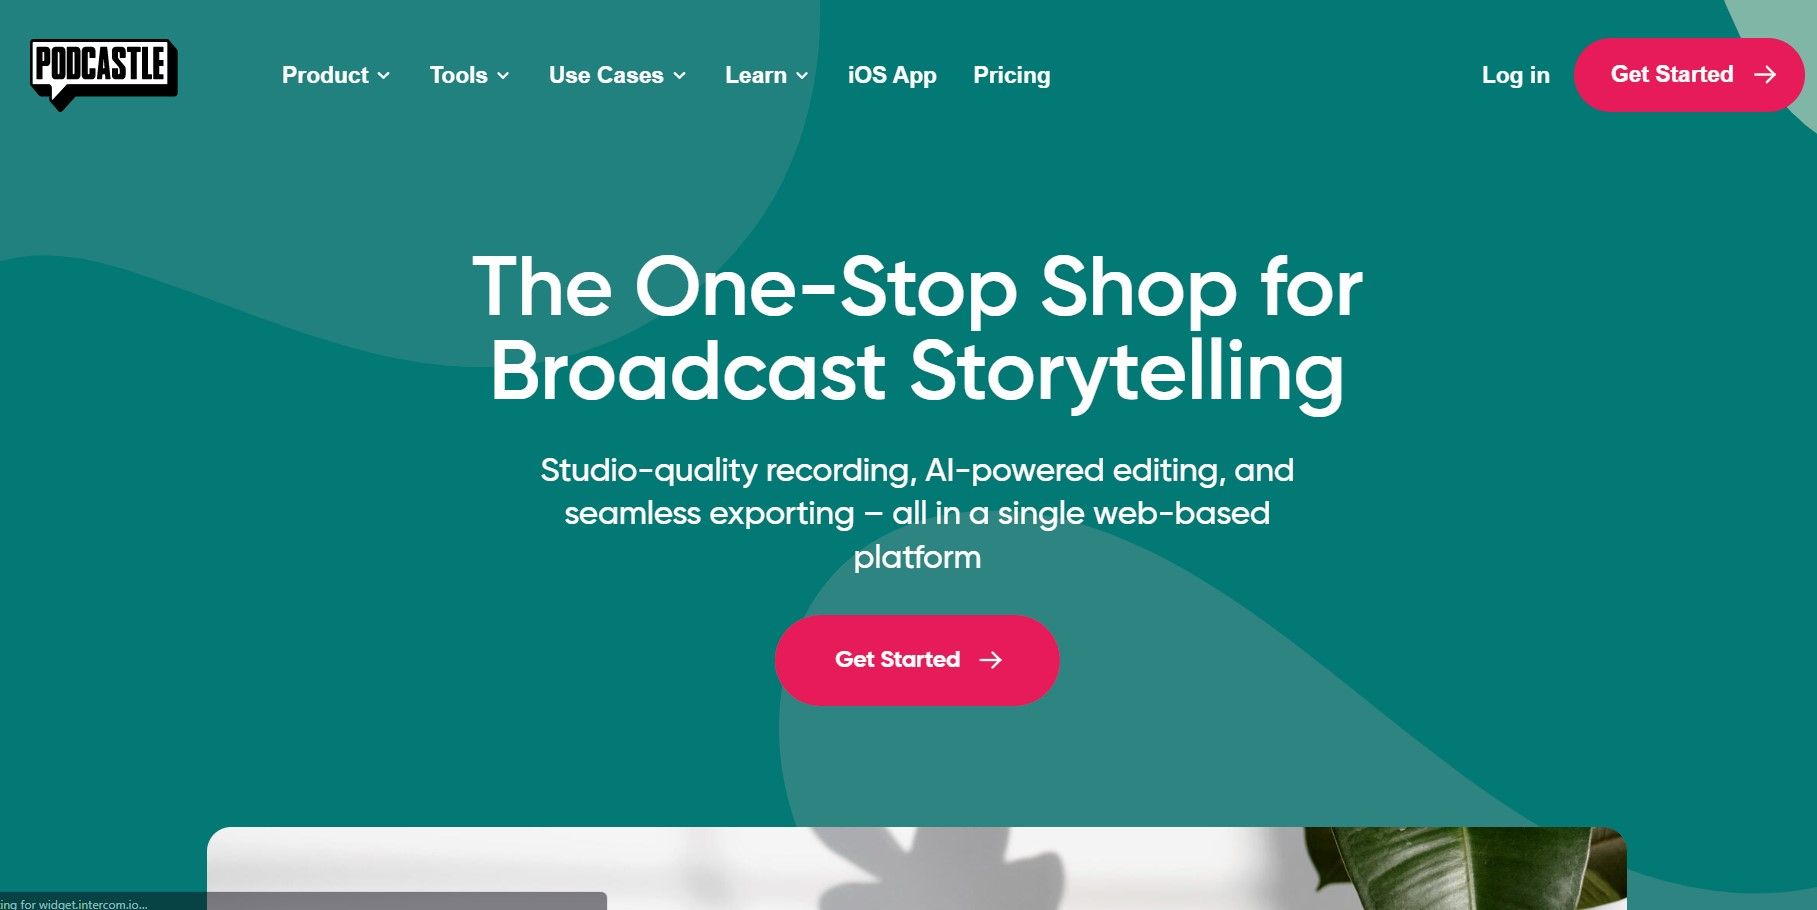 PODCASTLE
Product Tools Use Cases Learn iOS App Pricing Log in Get Started
The One-Stop Shop for
Broadcast Storytelling
Studio-quality recording, AI-powered editing, and
seamless exporting – all in a single web-based
platform
Get Started
ing for widget.intercom.io...